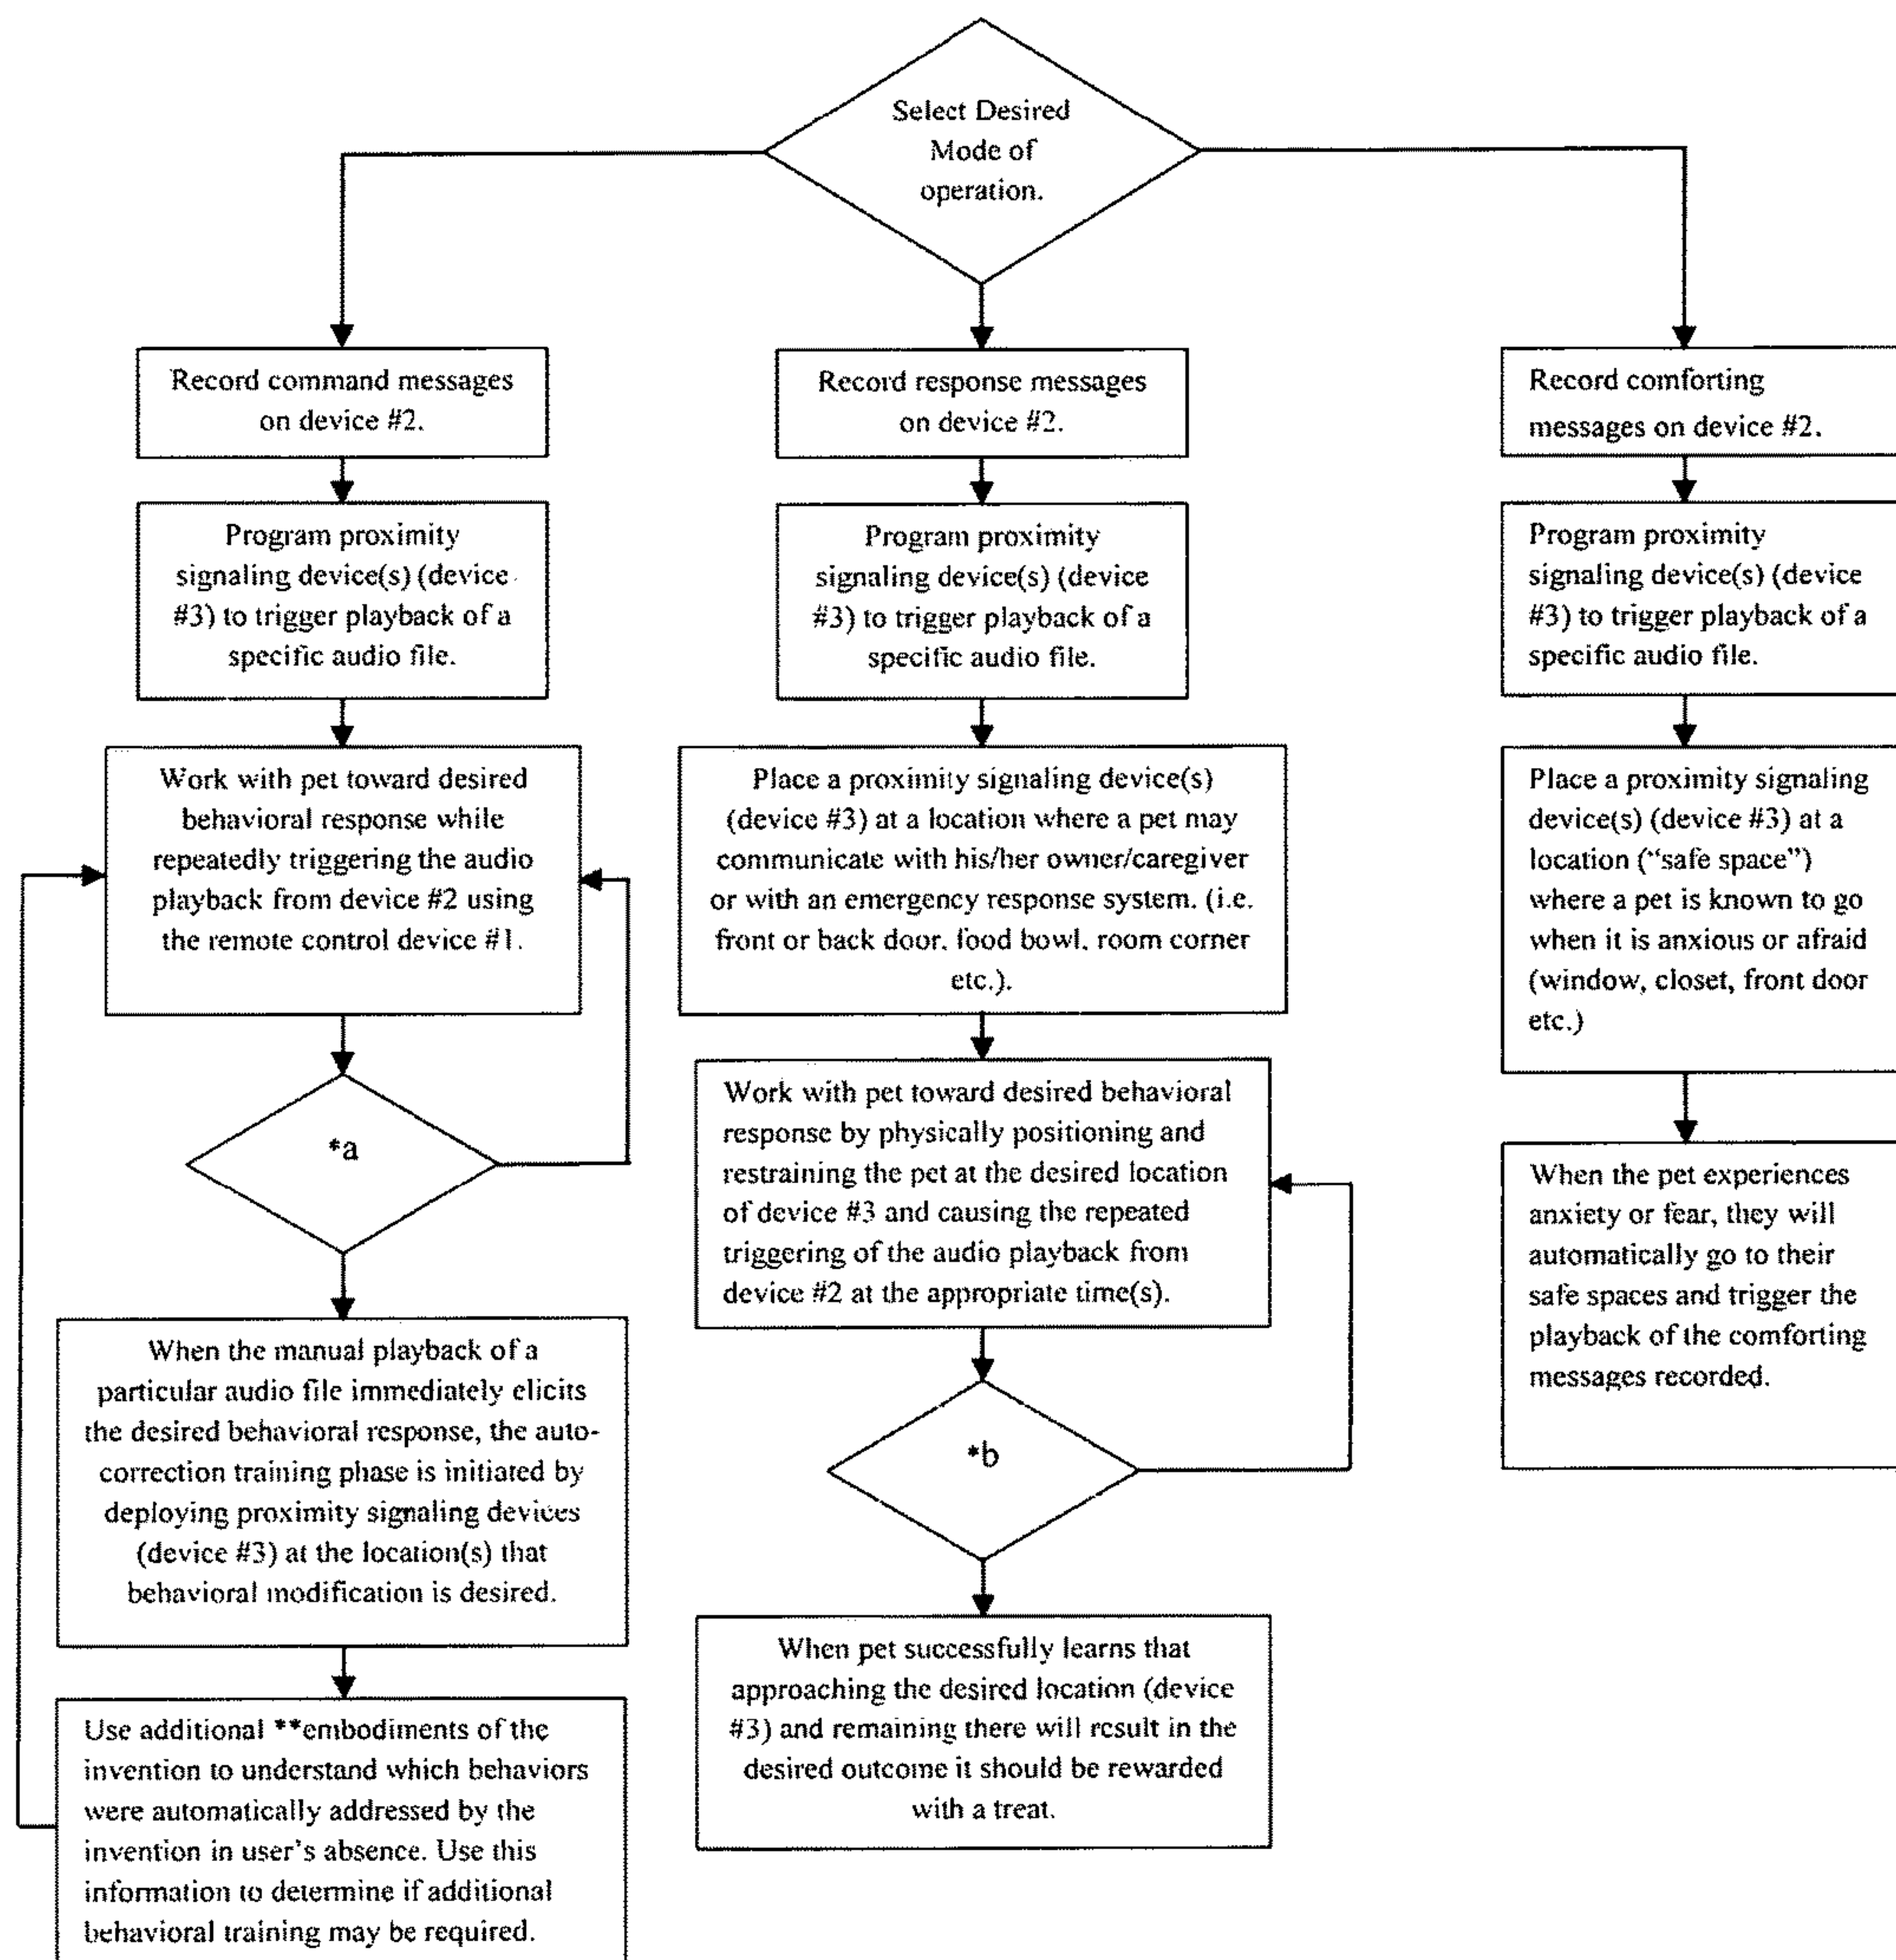 Select Desired
Mode of
operation.
Record command messages
on device #2.
Program proximity
signaling device(s) (device
#3) to trigger playback of a
specific audio file.
Work with pet toward desired
behavioral response while
repeatedly triggering the audio
playback from device #2 using
the remote control device #1.
*a
When the manual playback of a
particular audio file immediately elicits
the desired behavioral response, the auto-
correction training phase is initiated by
deploying proximity signaling devices
(device #3) at the location(s) that
behavioral modification is desired.
Use additional **embodiments of the
invention to understand which behaviors
were automatically addressed by the
invention in user's absence. Use this
information to determine if additional
behavioral training may be required.
Record response messages
on device #2.
Program proximity
signaling device(s) (device
#3) to trigger playback of a
specific audio file.
Place a proximity signaling device(s)
(device #3) at a location where a pet may
communicate with his/her owner/caregiver
or with an emergency response system. (i.e.
front or back door, food bowl, room corner
etc.).
Work with pet toward desired behavioral
response by physically positioning and
restraining the pet at the desired location
of device #3 and causing the repeated
triggering of the audio playback from
device #2 at the appropriate time(s).
*b
When pet successfully learns that
approaching the desired location (device
#3) and remaining there will result in the
desired outcome it should be rewarded
with a treat.
Record comforting
messages on device #2.
Program proximity
signaling device(s) (device
#3) to trigger playback of a
specific audio file.
Place a proximity signaling
device(s) (device #3) at a
location ("safe space")
where a pet is known to go
when it is anxious or afraid
(window, closet, front door
etc.)
When the pet experiences
anxiety or fear, they will
automatically go to their
safe spaces and trigger the
playback of the comforting
messages recorded.